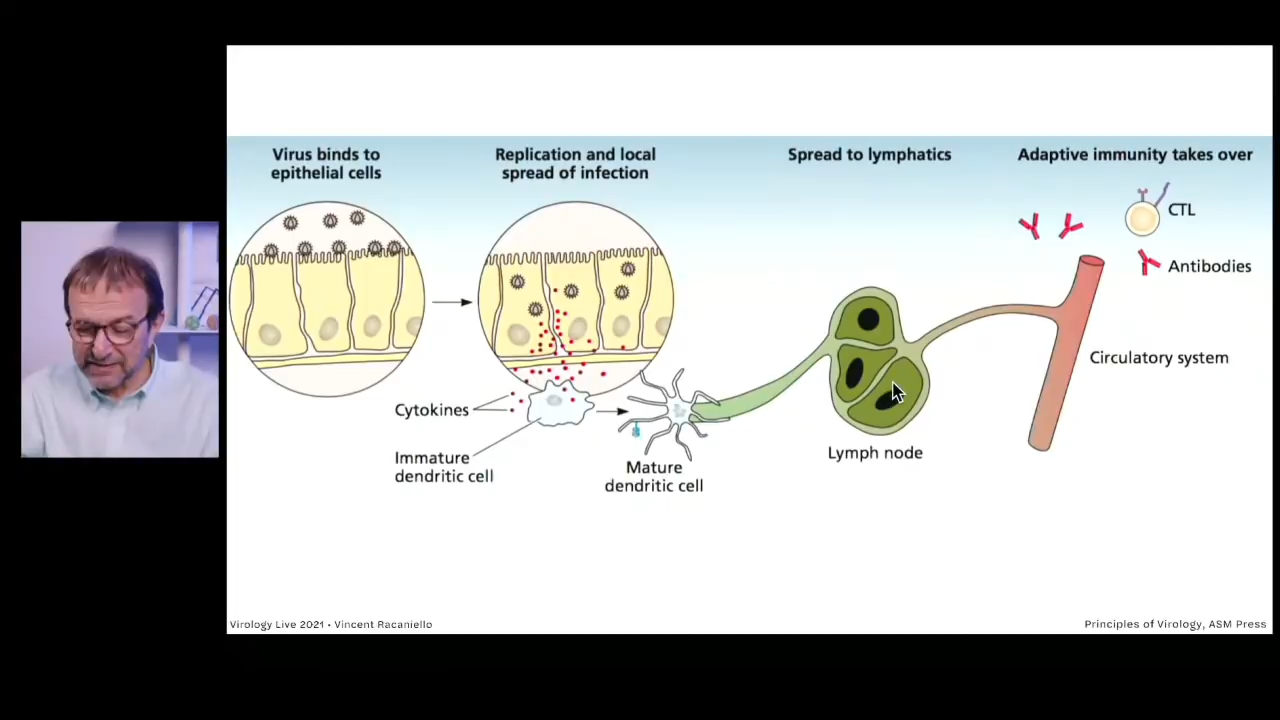 Virus binds to
epithelial cells
Replication and local
spread of infection
Spread to lymphatics
Adaptive immunity takes over
CTL
Antibodies
Circulatory system
Cytokines
Immature
dendritic cell
Mature
dendritic cell
Lymph node
Virology Live 2021 • Vincent Racaniello
Principles of Virology, ASM Press